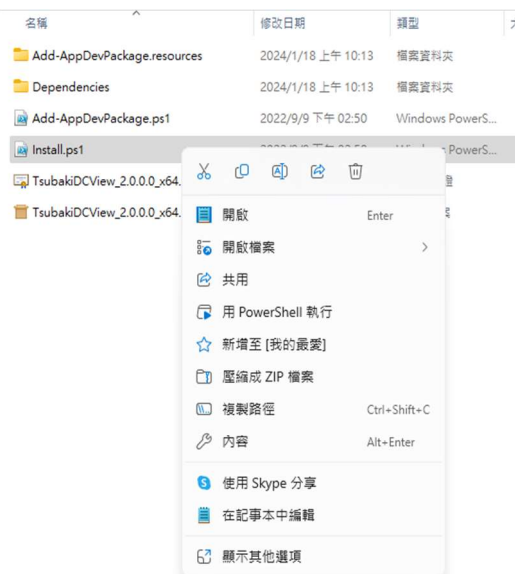 名稱 修改日期 類型
Add-AppDevPackage.resources 2024/1/18 上午 10:13 檔案資料夾
Dependencies 2024/1/18 上午 10:13 檔案資料夾
Add-AppDevPackage.ps1 2022/9/9 下午 02:50 Windows PowerS...
Install.ps1 PowerS...
TsubakiDCView_2.0.0.0_x64.
TsubakiDCView_2.0.0.0_x64.
開啟 Enter
開啟檔案
共用
用 PowerShell 執行
新增至 [我的最愛]
壓縮成 ZIP 檔案
複製路徑 Ctrl+Shift+C
內容 Alt+Enter
使用 Skype 分享
在記事本中編輯
顯示其他選項